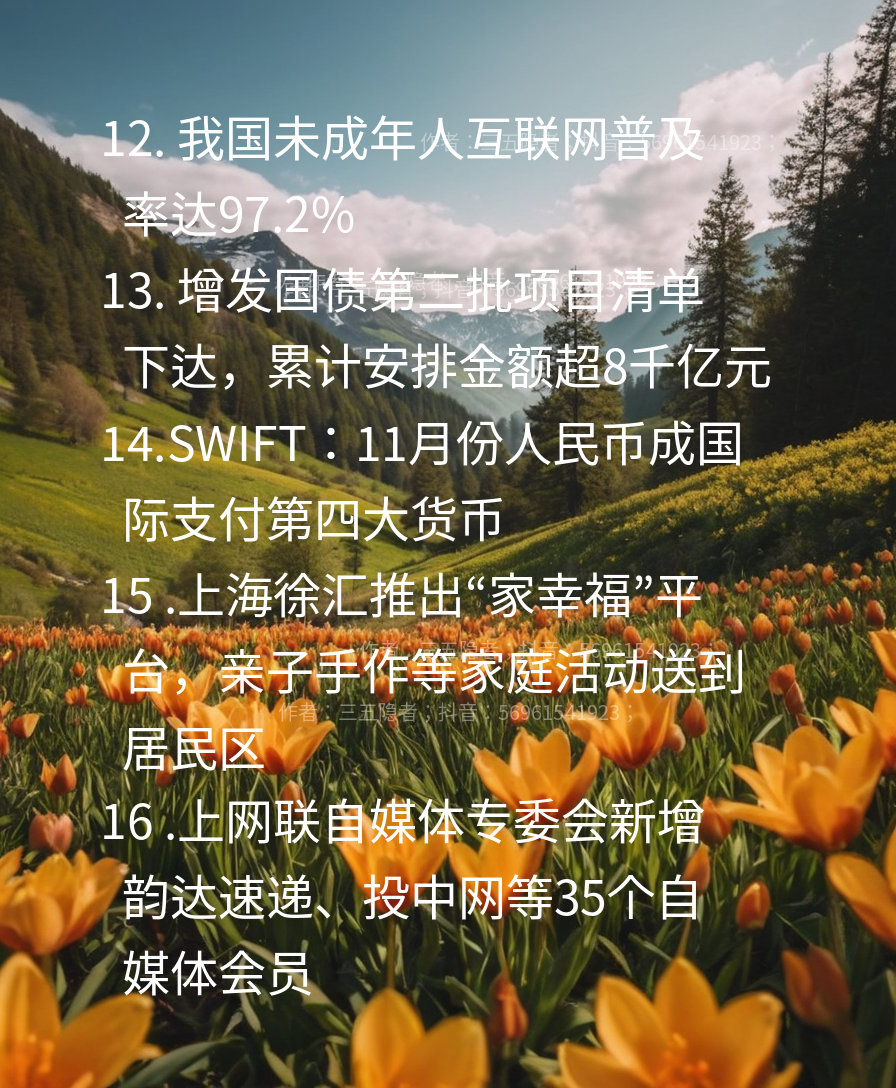 12. 我国未成年人互联网普及
率达97.2%
13. 增发国债第二批项目清单
下达，累计安排金额超8千亿元
14.SWIFT：11月份人民币成国
际支付第四大货币
15 .上海徐汇推出“家幸福”平
台，亲子手作等家庭活动送到
作者：三五隐者；抖音：56961541923；
居民区
16 .上网联自媒体专委会新增
韵达速递、投中网等35个自
媒体会员